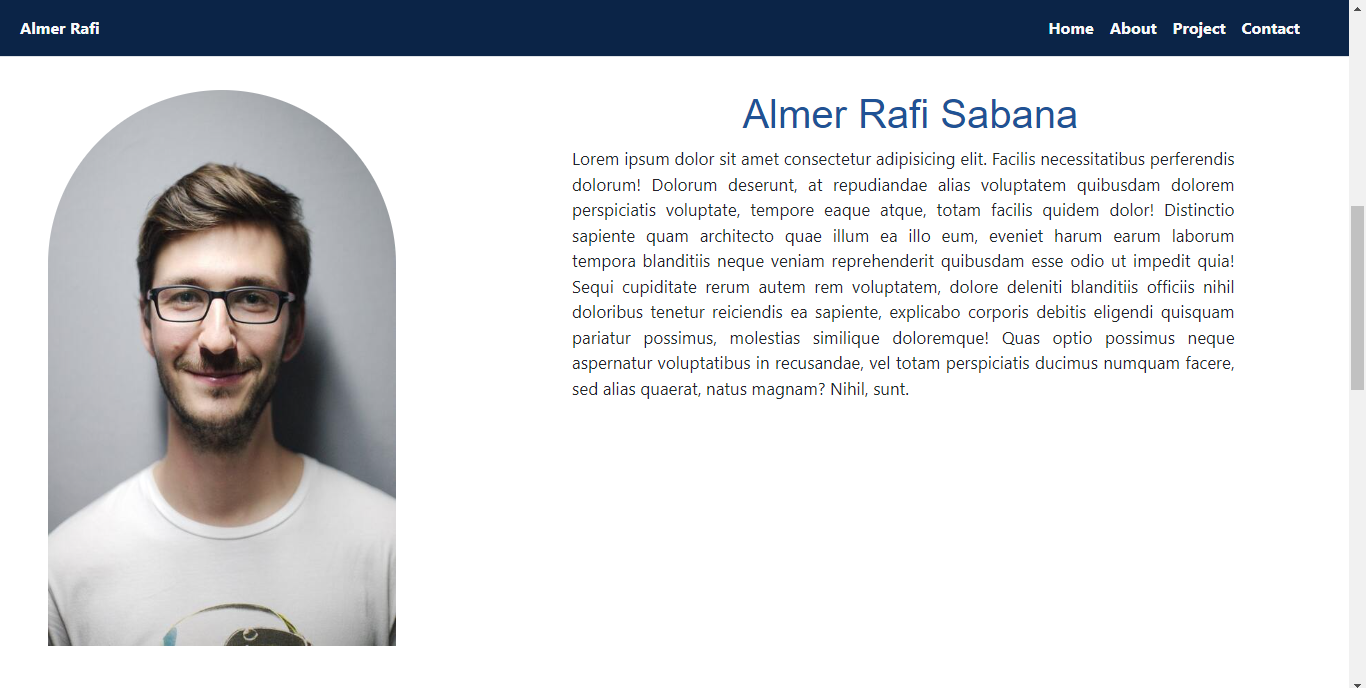 Almer Rafi
Home About Project Contact
Almer Rafi Sabana
Lorem ipsum dolor sit amet consectetur adipisicing elit. Facilis necessitatibus perferendis
dolorum! Dolorum deserunt, at repudiandae alias voluptatem quibusdam dolorem
perspiciatis voluptate, tempore eaque atque, totam facilis quidem dolor! Distinctio
sapiente quam architecto quae illum ea illo eum, eveniet harum earum laborum
tempora blanditiis neque veniam reprehenderit quibusdam esse odio ut impedit quia!
Sequi cupiditate rerum autem rem voluptatem, dolore deleniti blanditiis officiis nihil
doloribus tenetur reiciendis ea sapiente, explicabo corporis debitis eligendi quisquam
pariatur possimus, molestias similique doloremque! Quas optio possimus neque
aspernatur voluptatibus in recusandae, vel totam perspiciatis ducimus numquam facere,
sed alias quaerat, natus magnam? Nihil, sunt.